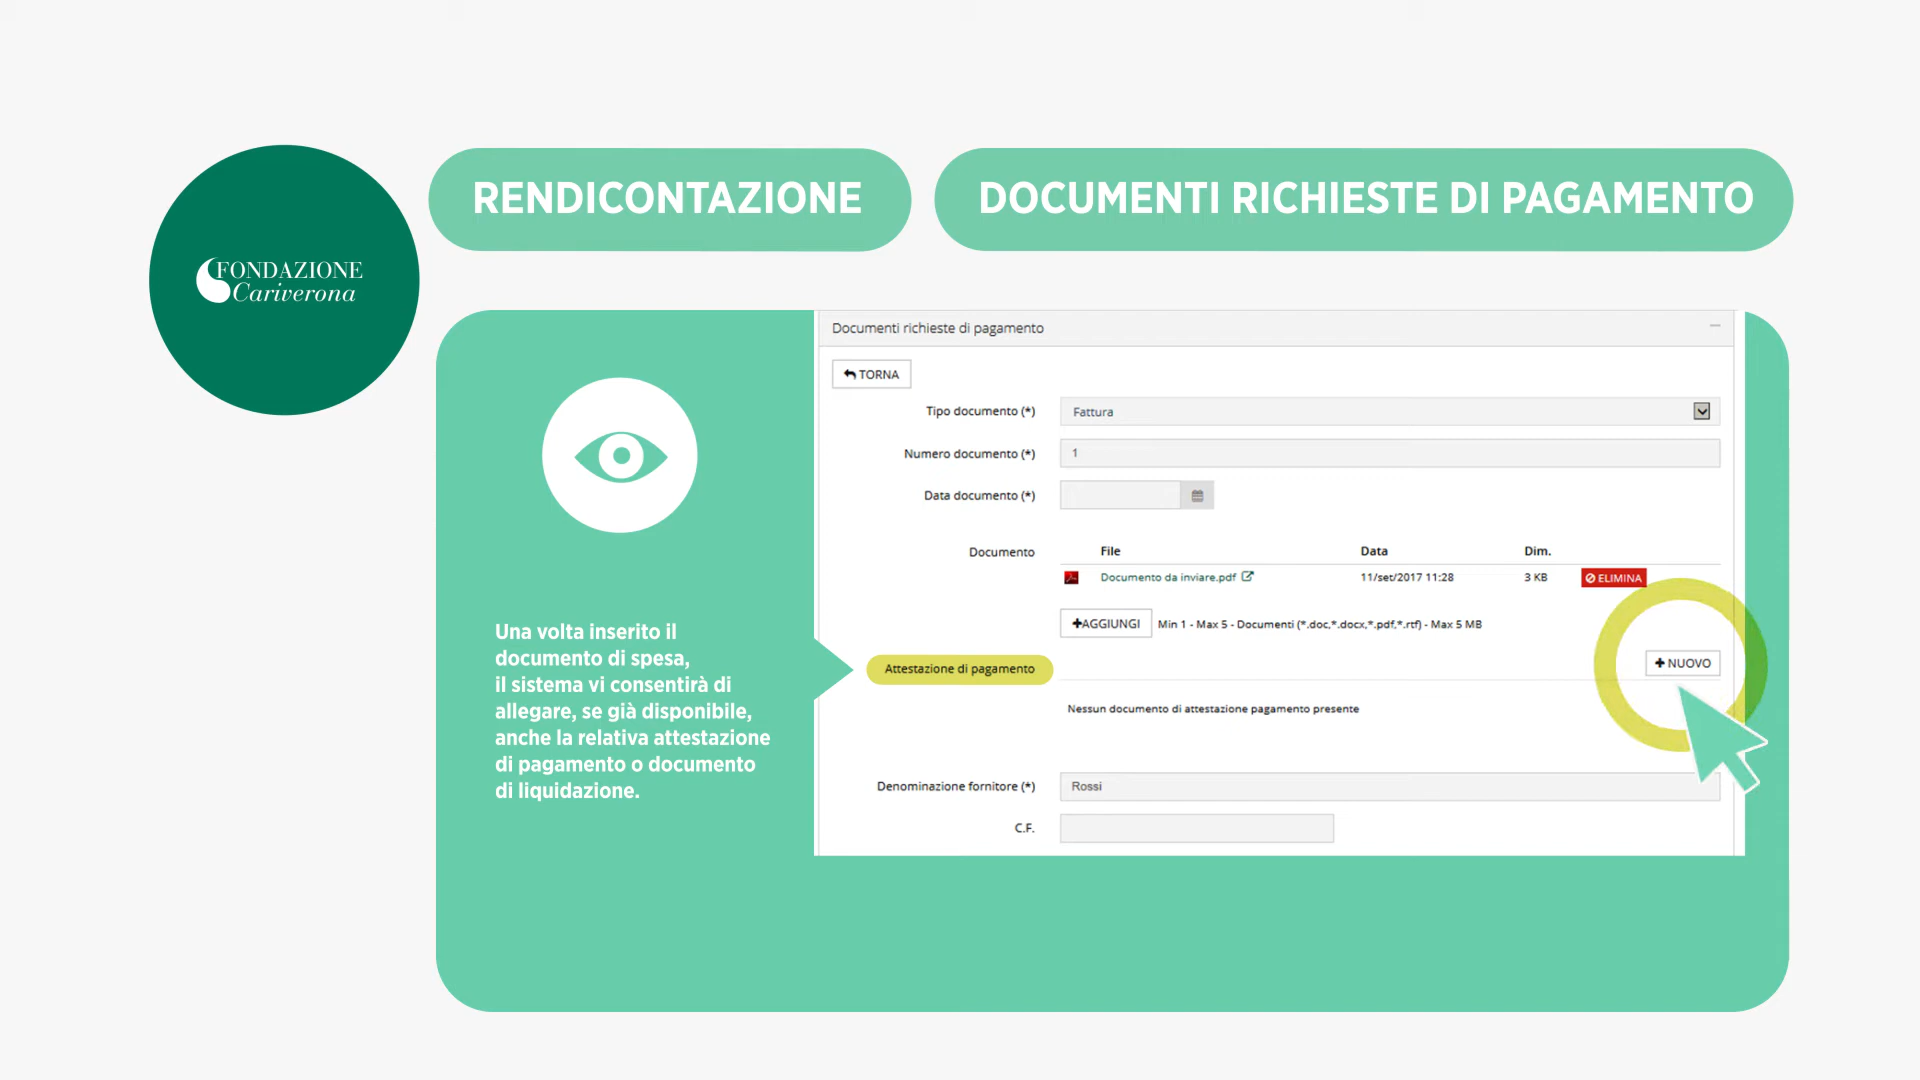 FONDAZIONE
Cariverona
RENDICONTAZIONE
DOCUMENTI RICHIESTE DI PAGAMENTO
Una volta inserito il
documento di spesa,
il sistema vi consentirà di
allegare, se già disponibile,
anche la relativa attestazione
di pagamento o documento
di liquidazione.
Documenti richieste di pagamento
TORNA
Tipo documento (*) Fattura
Numero documento (*) 1
Data documento (*)
Documento File Data Dim.
Documento da inviare.pdf 11/set/2017 11:28 3 KB ELIMINA
+AGGIUNGI Min 1 - Max 5 - Documenti (*.doc,*.docx,*.pdf,*.rtf) - Max 5 MB
Attestazione di pagamento + NUOVO
Nessun documento di attestazione pagamento presente
Denominazione fornitore (*) Rossi
C.F.